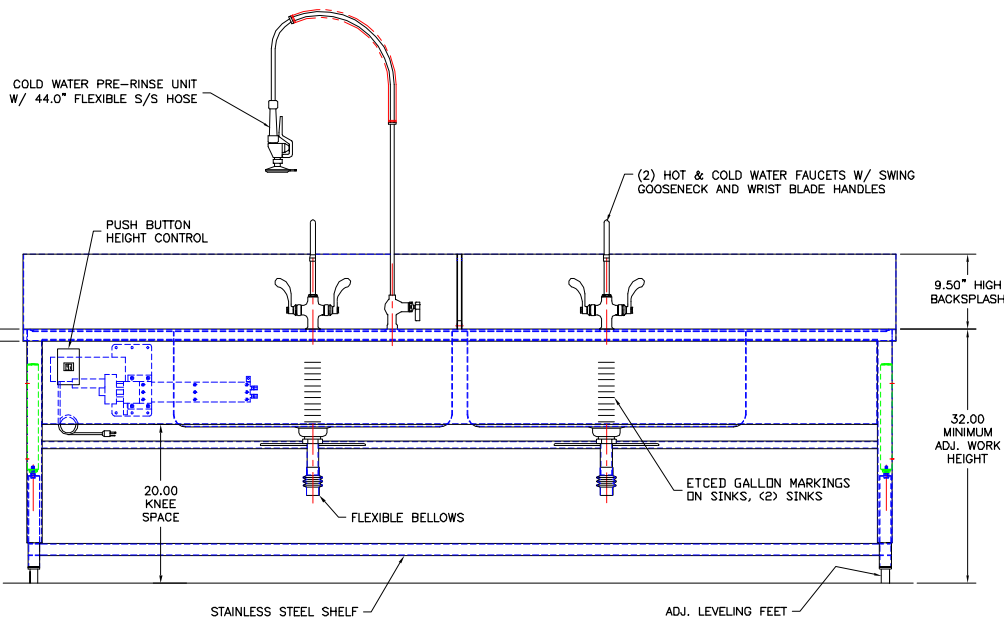 COLD WATER PRE-RINSE UNIT
W/ 44.0" FLEXIBLE S/S HOSE
(2) HOT & COLD WATER FAUCETS W/ SWING
GOOSENECK AND WRIST BLADE HANDLES
PUSH BUTTON
HEIGHT CONTROL
9.50" HIGH
BACKSPLASH
32.00
MINIMUM
ADJ. WORK
HEIGHT
20.00
KNEE
SPACE
ETCED GALLON MARKINGS
ON SINKS, (2) SINKS
FLEXIBLE BELLOWS
STAINLESS STEEL SHELF
ADJ. LEVELING FEET